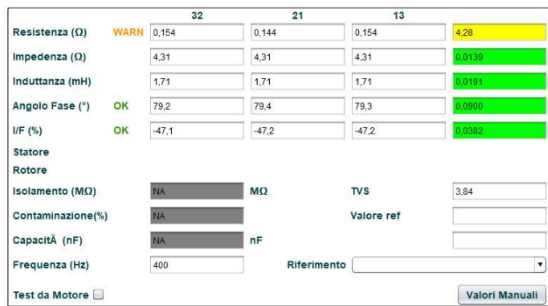 32 21 13
Resistenza (Ω) WARN 0,154 0,144 0,154 4,28
Impedenza (Ω) 4,31 4,31 4,31 0,0139
Induttanza (mH) 1,71 1,71 1,71 0,0191
Angolo Fase (°) OK 79,2 79,4 79,3 0,0900
I/F (%) OK -47,1 -47,2 -47,2 0,0382
Statore
Rotore
Isolamento (MΩ) NA MΩ TVS 3,84
Contaminazione(%) NA Valore ref
CapacitÃ (nF) NA nF
Frequenza (Hz) 400 Riferimento
Test da Motore Valori Manuali